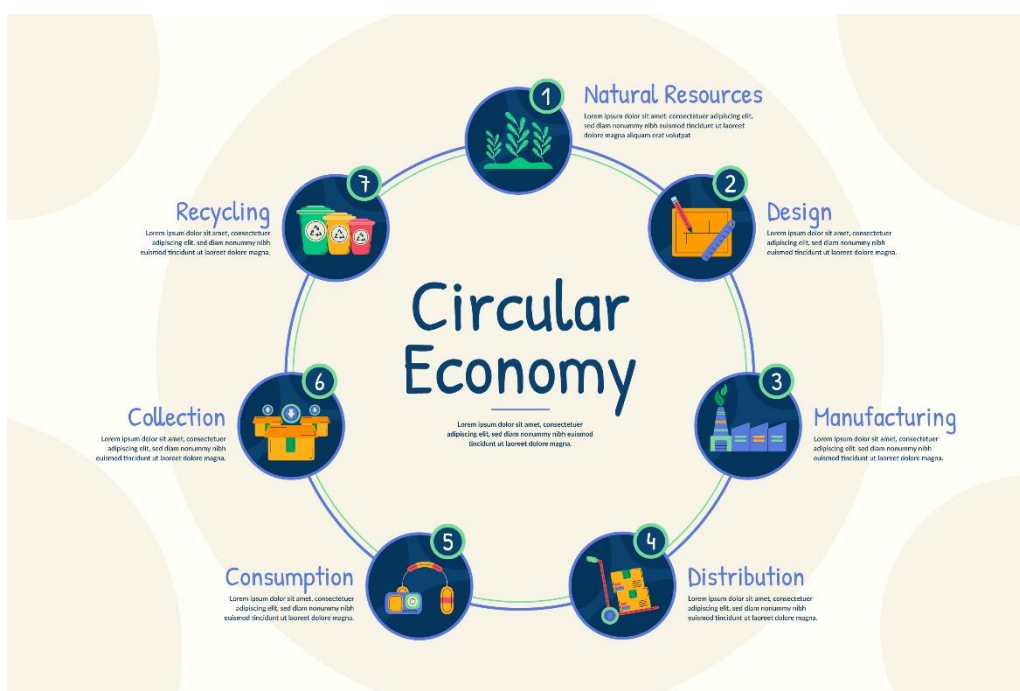 1
Natural Resources
Lorem ipsum dolor sit amet, consectetuer adipiscing elit,
sed diam nonummy nibh euismod tincidunt ut laoreet
dolore magna aliquam erat volutpat
2
Design
Lorem ipsum dolor sit amet, consectetuer
adipiscing elit, sed diam nonummy nibh
euismod tincidunt ut laoreet dolore magna.
3
Manufacturing
Lorem ipsum dolor sit amet, consectetuer
adipiscing elit, sed diam nonummy nibh
euismod tincidunt ut laoreet dolore magna.
4
Distribution
Lorem ipsum dolor sit amet, consectetuer
adipiscing elit, sed diam nonummy nibh
euismod tincidunt ut laoreet dolore magna.
5
Consumption
Lorem ipsum dolor sit amet, consectetuer
adipiscing elit, sed diam nonummy nibh
euismod tincidunt ut laoreet dolore magna.
6
Collection
Lorem ipsum dolor sit amet, consectetuer
adipiscing elit, sed diam nonummy nibh
euismod tincidunt ut laoreet dolore magna.
7
Recycling
Lorem ipsum dolor sit amet, consectetuer
adipiscing elit, sed diam nonummy nibh
euismod tincidunt ut laoreet dolore magna.
Circular
Economy
Lorem ipsum dolor sit amet, consectetuer
adipiscing elit, sed diam nonummy nibh euismod
tincidunt ut laoreet dolore magna.